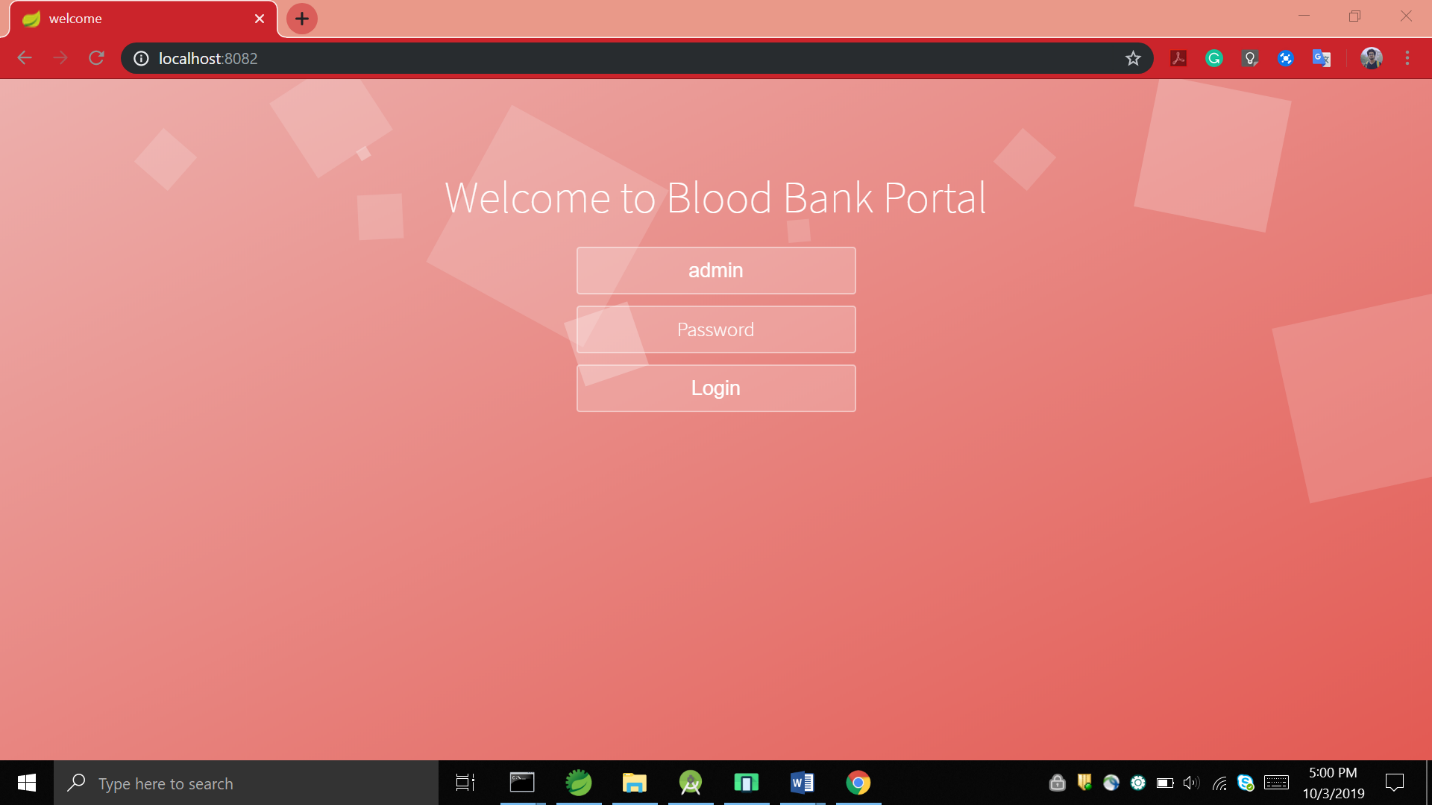 welcome
localhost:8082
Welcome to Blood Bank Portal
admin
Password
Login
Type here to search
5:00 PM
10/3/2019